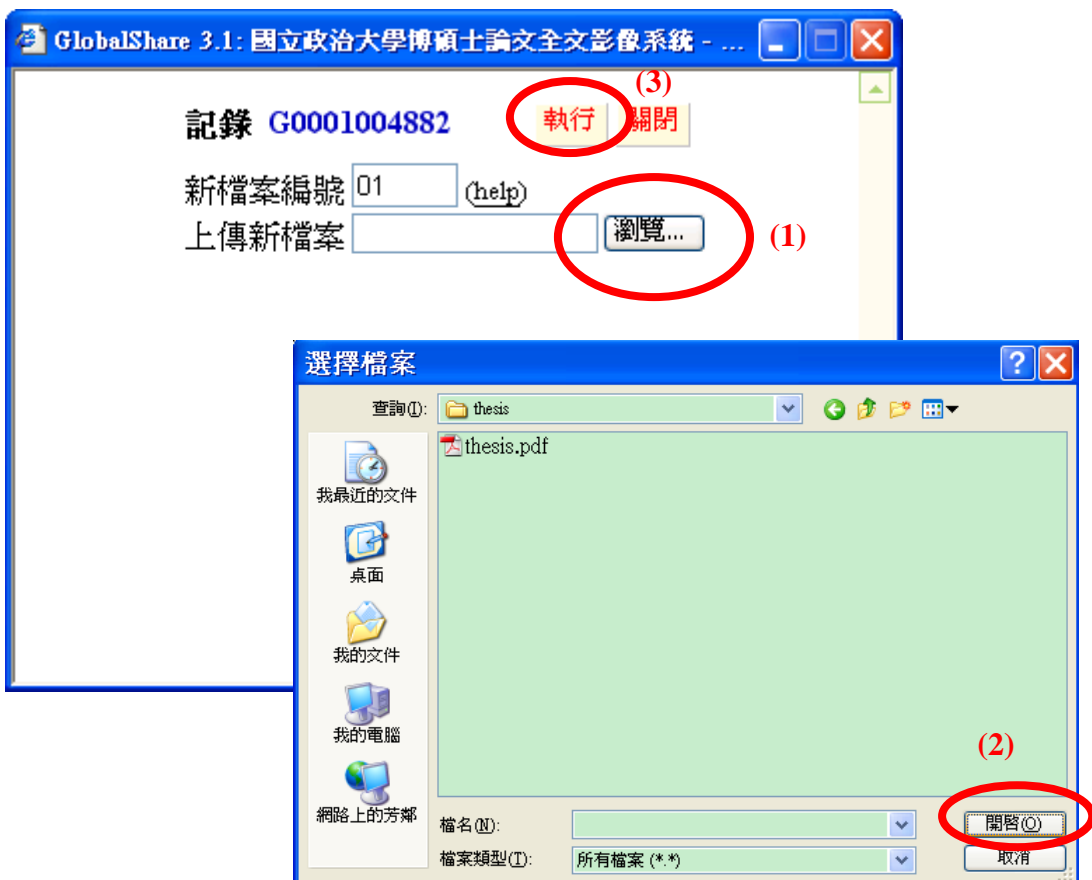 GlobalShare 3.1: 國立政治大學博碩士論文全文影像系統 - ...
(3)
記錄 G0001004882 執行 關閉
新檔案編號 01 (help)
上傳新檔案 瀏覽... (1)
選擇檔案
查詢(I): thesis
thesis.pdf
我最近的文件
桌面
我的文件
我的電腦
(2)
網路上的芳鄰
檔名(N): 開啓(O)
檔案類型(T): 所有檔案 (*.*) 取消